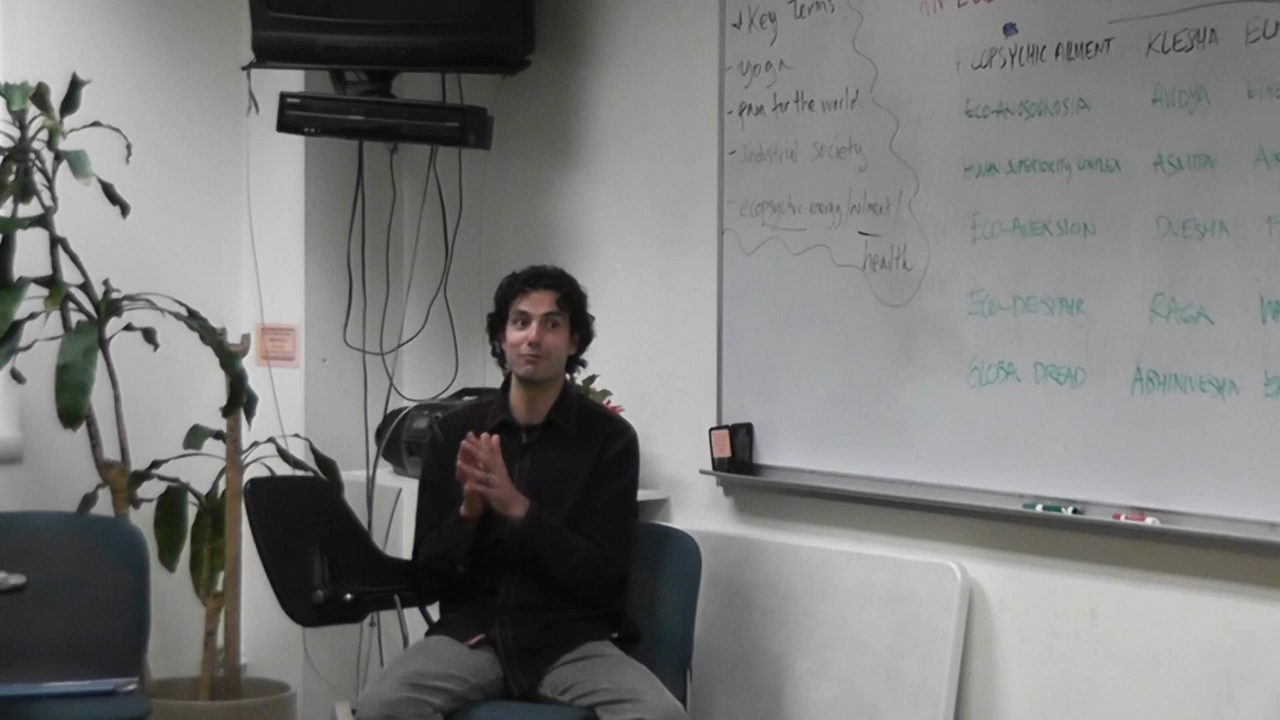 Key Terms:
- yoga
- pain for the world
- Industrial Society
- ecopsychic energy/ailment/
health
AN
ECOPSYCHIC AILMENT KLESHA
ECO-ANOSOGNOSIA AVIDYA
HUMAN SUPERIORITY COMPLEX ASMITA
ECO-AVERSION DVESHA
ECO-DESPAIR RAGA
GLOBAL DREAD ABHINIVESHA